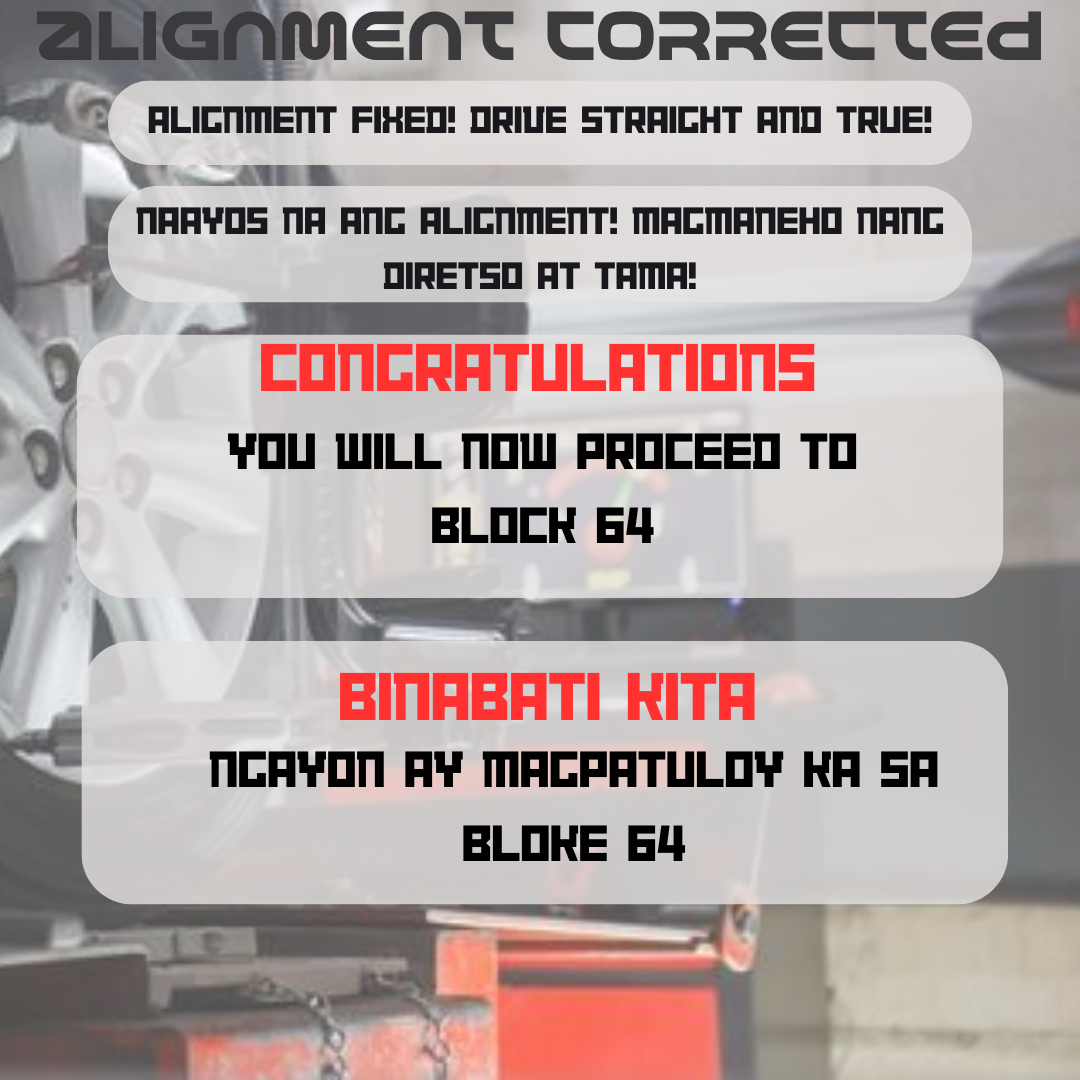 ALIGNMENT CORRECTED
ALIGNMENT FIXED! DRIVE STRAIGHT AND TRUE!
NAAYOS NA ANG ALIGNMENT! MAGMANEHO NANG
DIRETSO AT TAMA!
CONGRATULATIONS
YOU WILL NOW PROCEED TO
BLOCK 64
BINABATI KITA
NGAYON AY MAGPATULOY KA SA
BLOKE 64